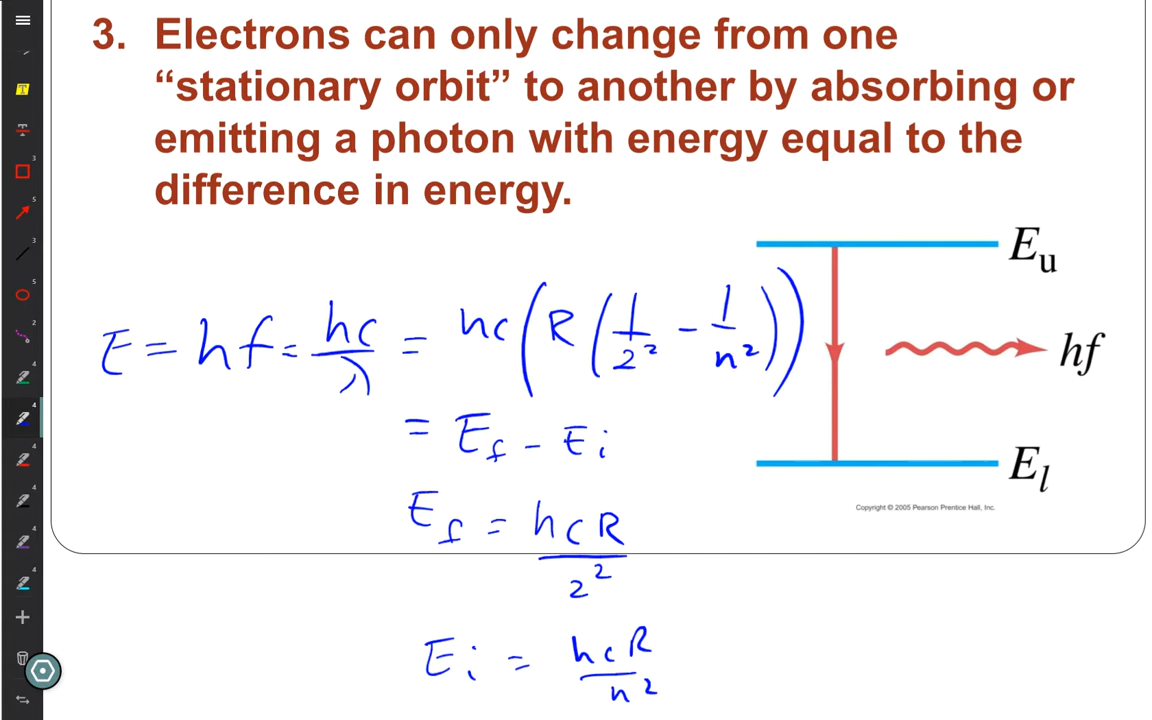 3. Electrons can only change from one
“stationary orbit” to another by absorbing or
emitting a photon with energy equal to the
difference in energy.
Eu
E = hf = hc/λ = hc(R(1/2² - 1/n²))
hf
= Ef - Ei
El
Ef = hcR/2²
Copyright © 2005 Pearson Prentice Hall, Inc.
Ei = hcR/n²